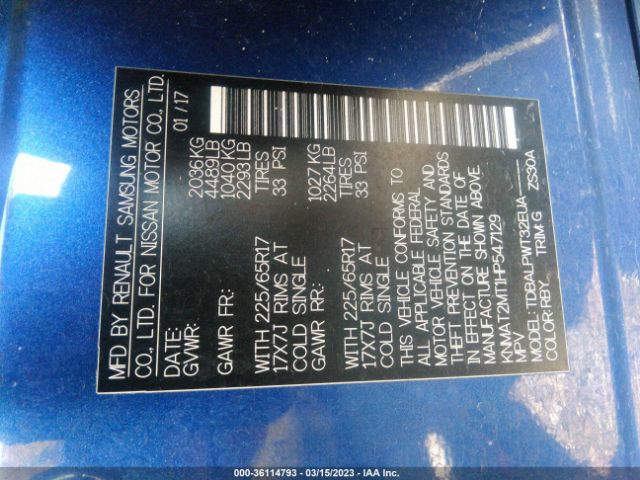 MFD BY RENAULT SAMSUNG MOTORS
CO., LTD. FOR NISSAN MOTOR CO., LTD.
DATE: 01/17
GVWR: 2036KG
4489LB
GAWR FR: 1040 KG
2293LB
WITH 225/65R17 TIRES
17X7J RIMS AT 33 PSI
COLD SINGLE
GAWR RR: 1027 KG
2264LB
WITH 225/65R17 TIRES
17X7J RIMS AT 33 PSI
COLD SINGLE
THIS VEHICLE CONFORMS TO
ALL APPLICABLE FEDERAL
MOTOR VEHICLE SAFETY AND
THEFT PREVENTION STANDARDS
IN EFFECT ON THE DATE OF
MANUFACTURE SHOWN ABOVE
KNMAT2MT1HP547129
MPV
MODEL: TDBALPWT32EUA-----
COLOR: RBY TRIM: G ZS30A
000-36114793 - 03/15/2023 - IAA Inc.